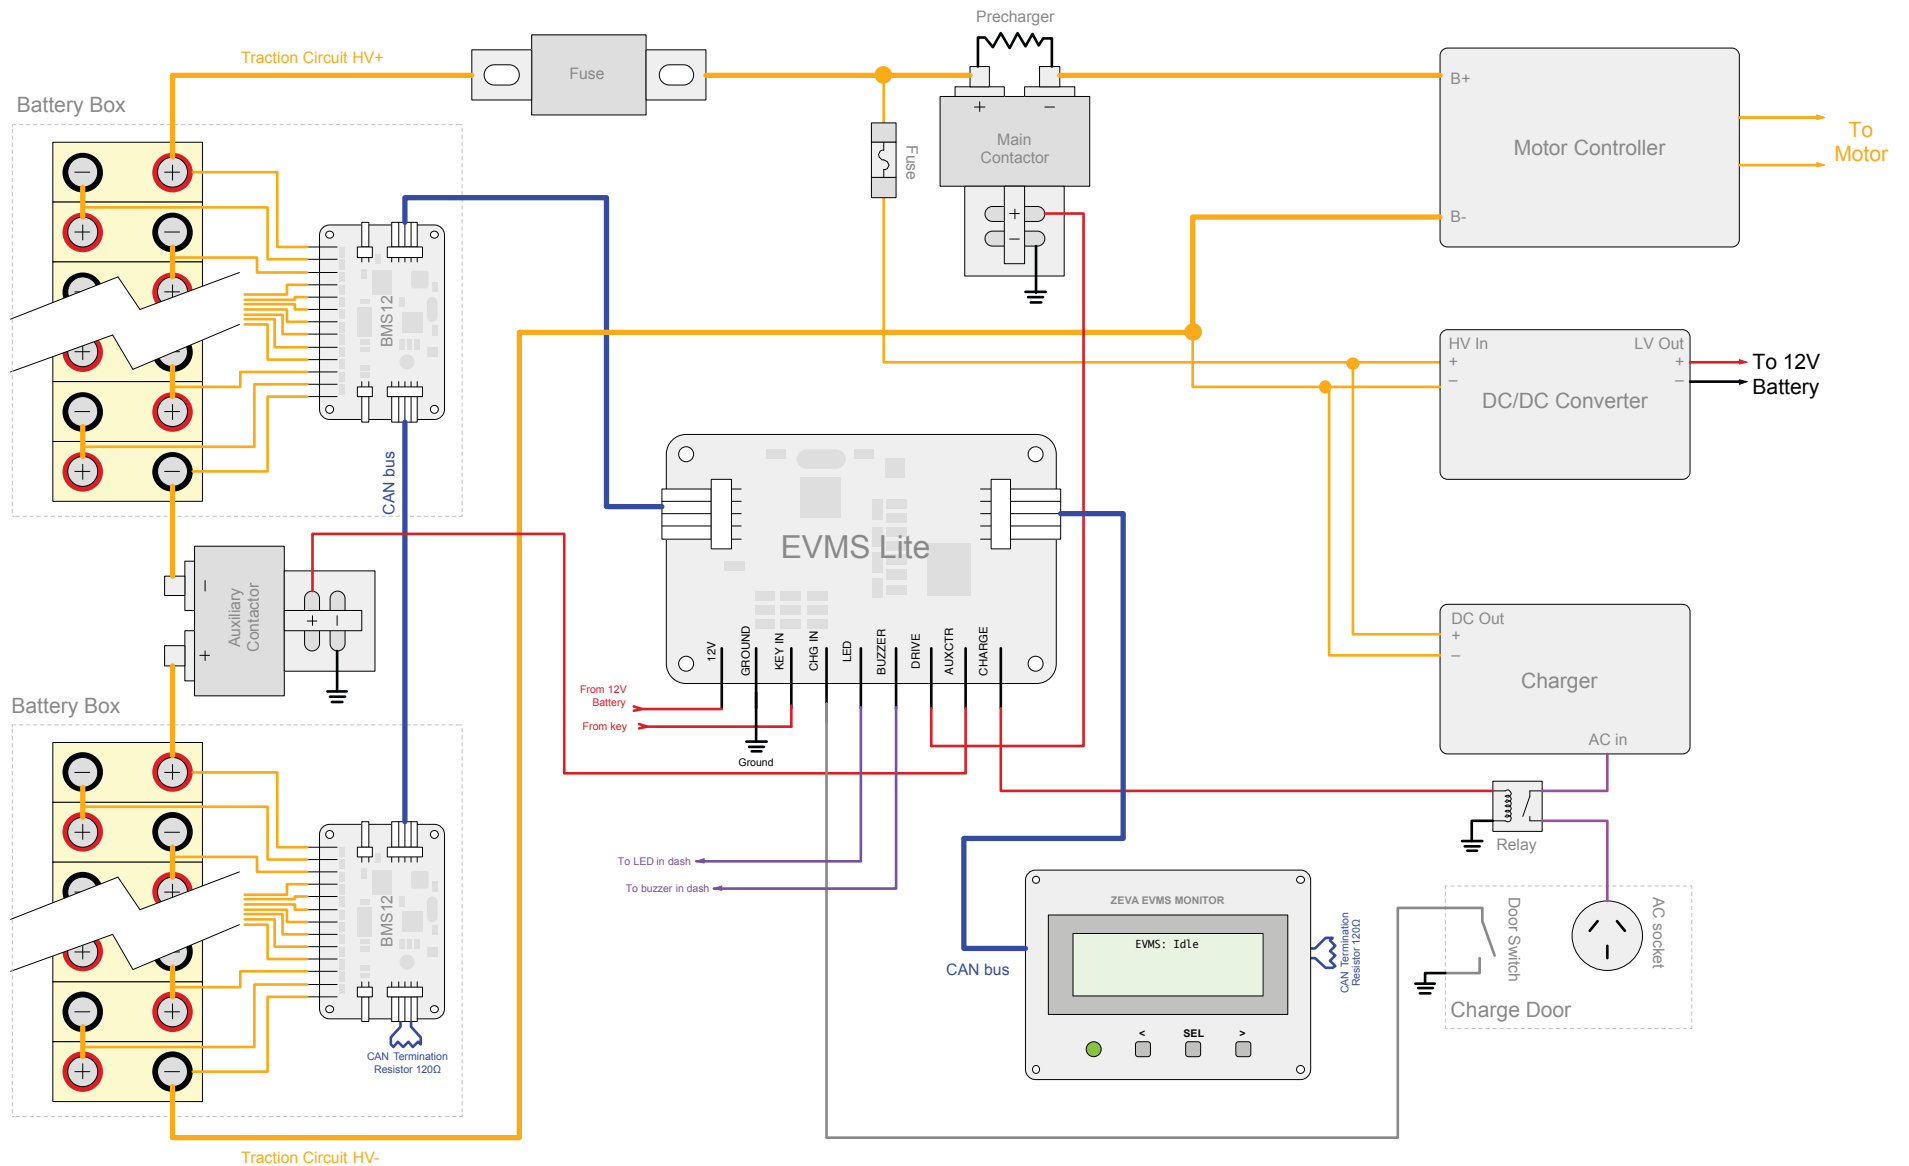 Precharger
Traction Circuit HV+
Fuse
B+
Battery Box
+ −
Main
Contactor
Fuse
Motor Controller
To
Motor
+
−
B-
BMS12
HV In
LV Out
+
−
+
−
DC/DC Converter
To 12V
Battery
CAN bus
EVMS Lite
−
Auxiliary
Contactor
+
+ −
DC Out
+
−
Charger
AC in
12V
GROUND
KEY IN
CHG IN
LED
BUZZER
DRIVE
AUXCTR
CHARGE
From 12V
Battery
From key
Ground
Battery Box
Relay
BMS12
To LED in dash
To buzzer in dash
ZEVA EVMS MONITOR
EVMS: Idle
CAN bus
< SEL >
CAN Termination
Resistor 120Ω
Door Switch
AC socket
Charge Door
CAN Termination
Resistor 120Ω
Traction Circuit HV-